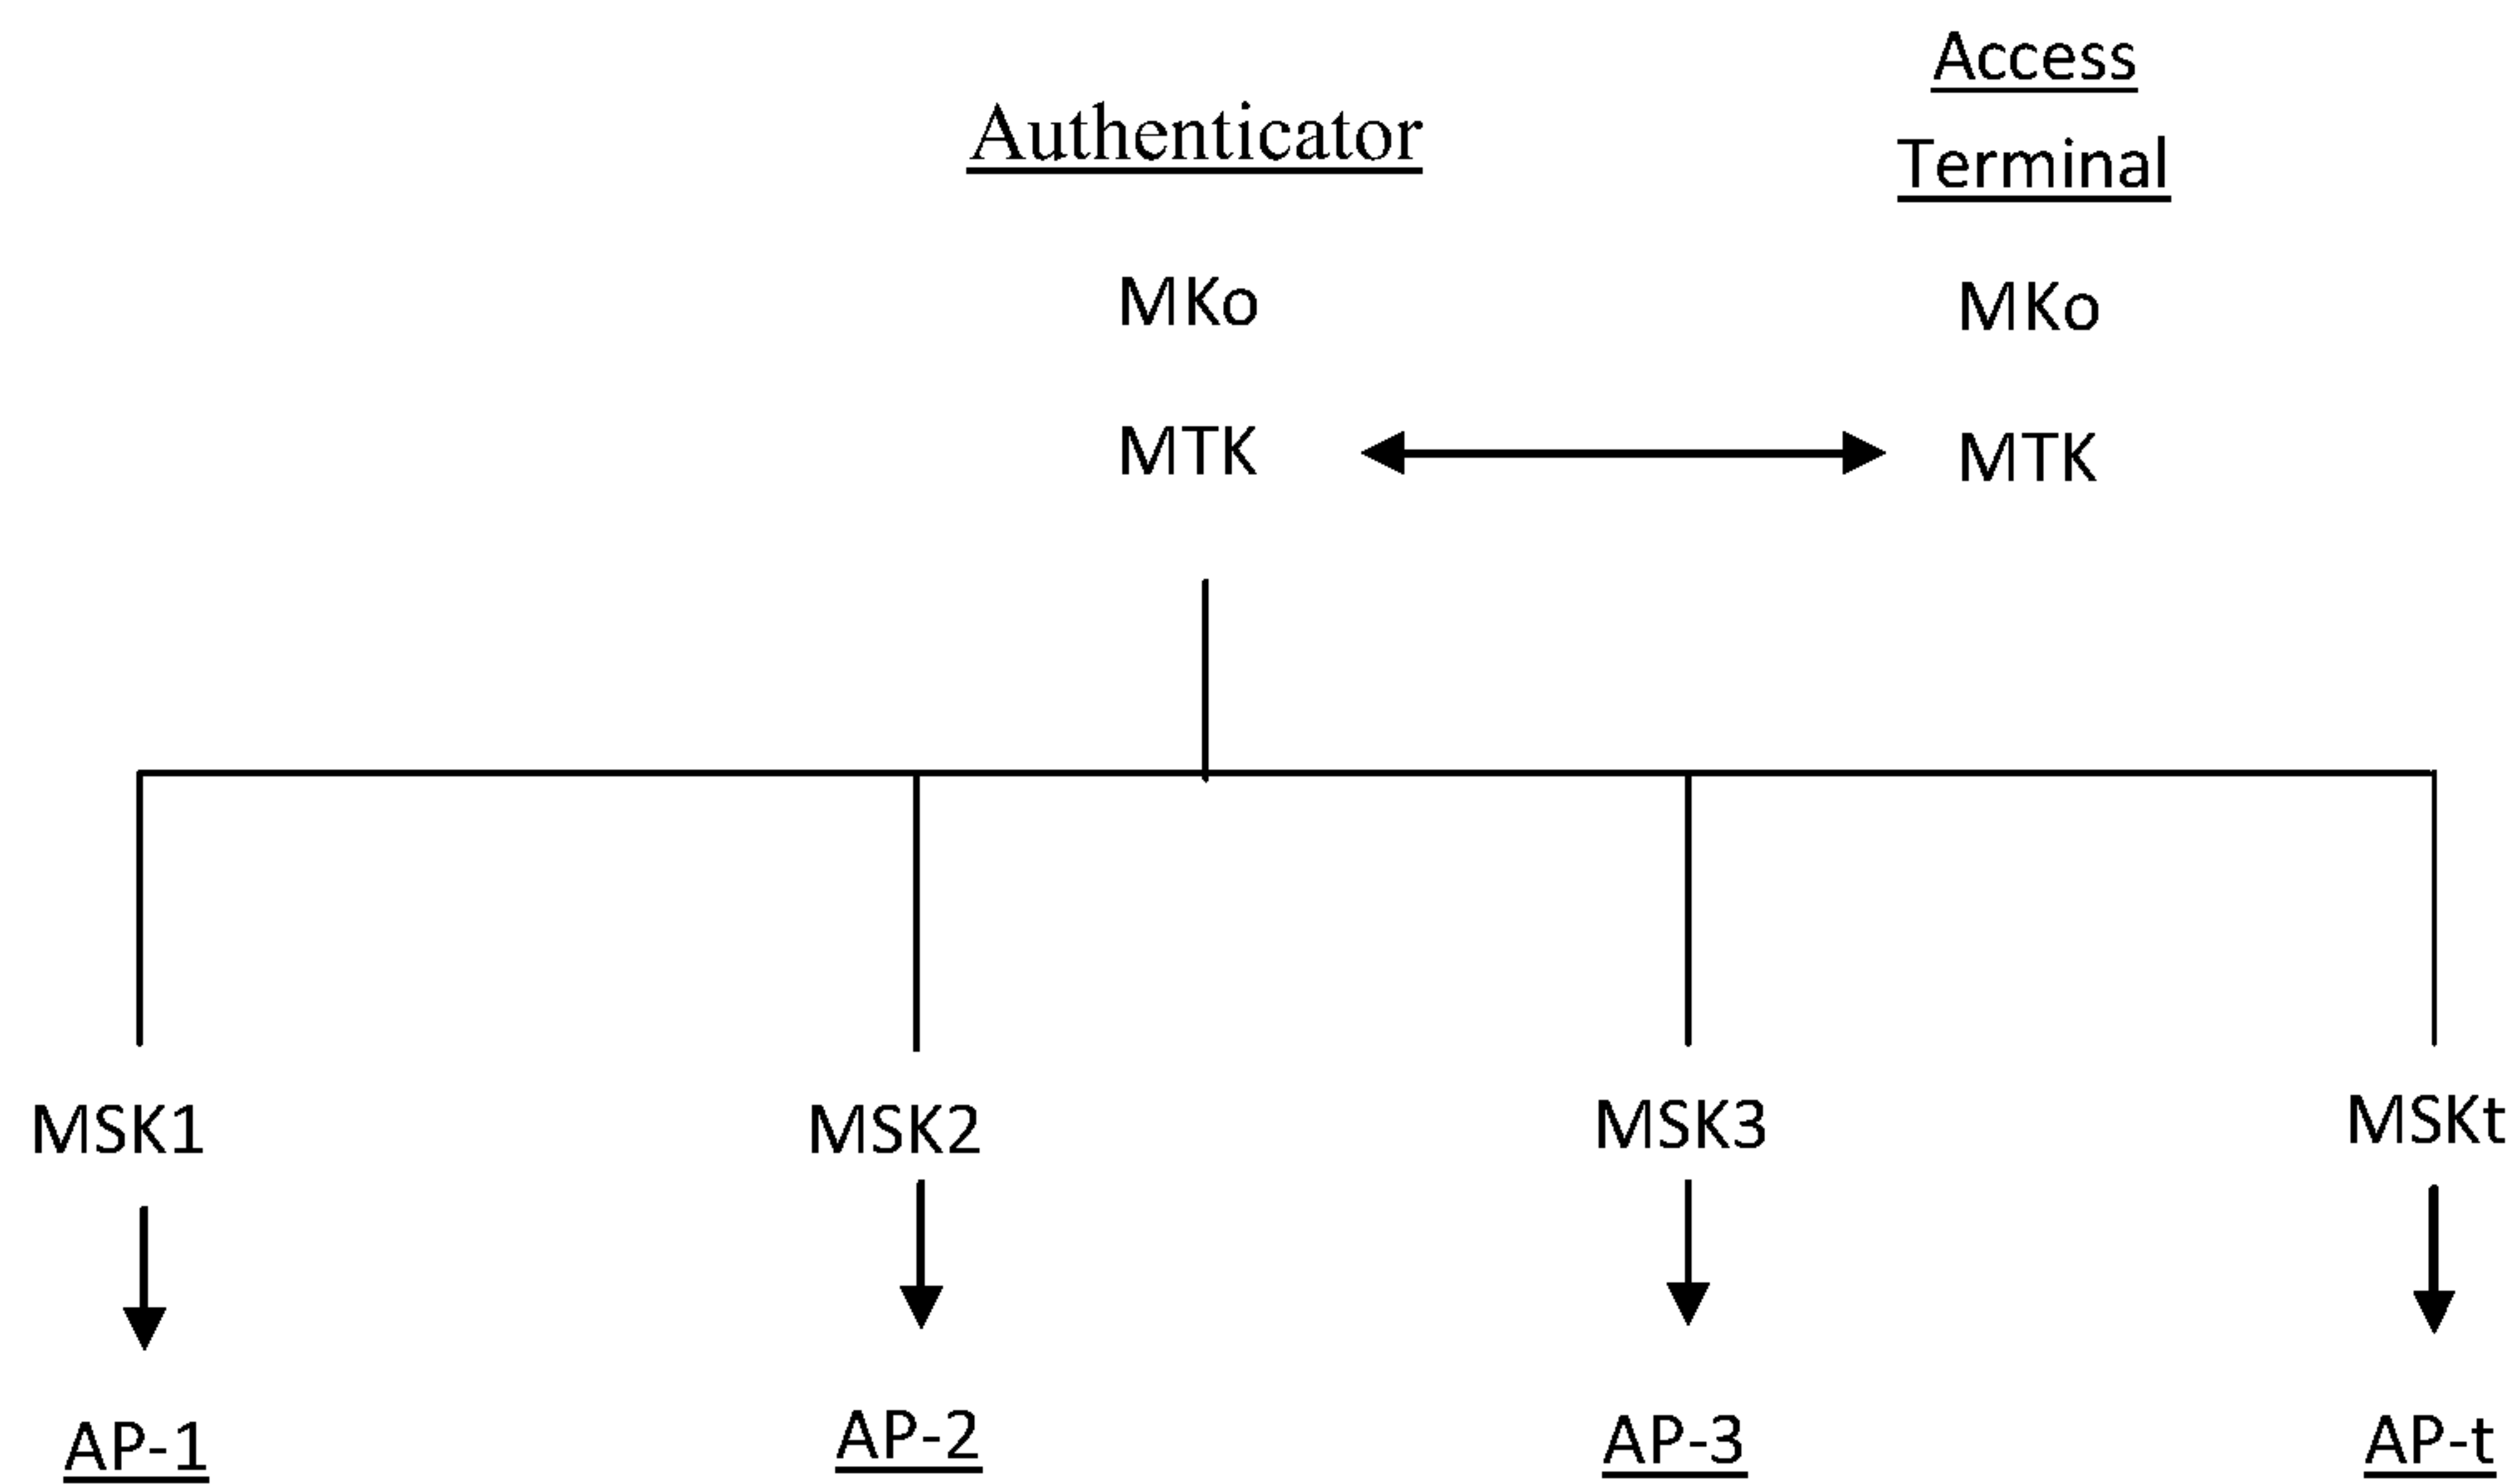 Authenticator
Access
Terminal
MKo
MKo
MTK
MTK
MSK1
MSK2
MSK3
MSKt
AP-1
AP-2
AP-3
AP-t